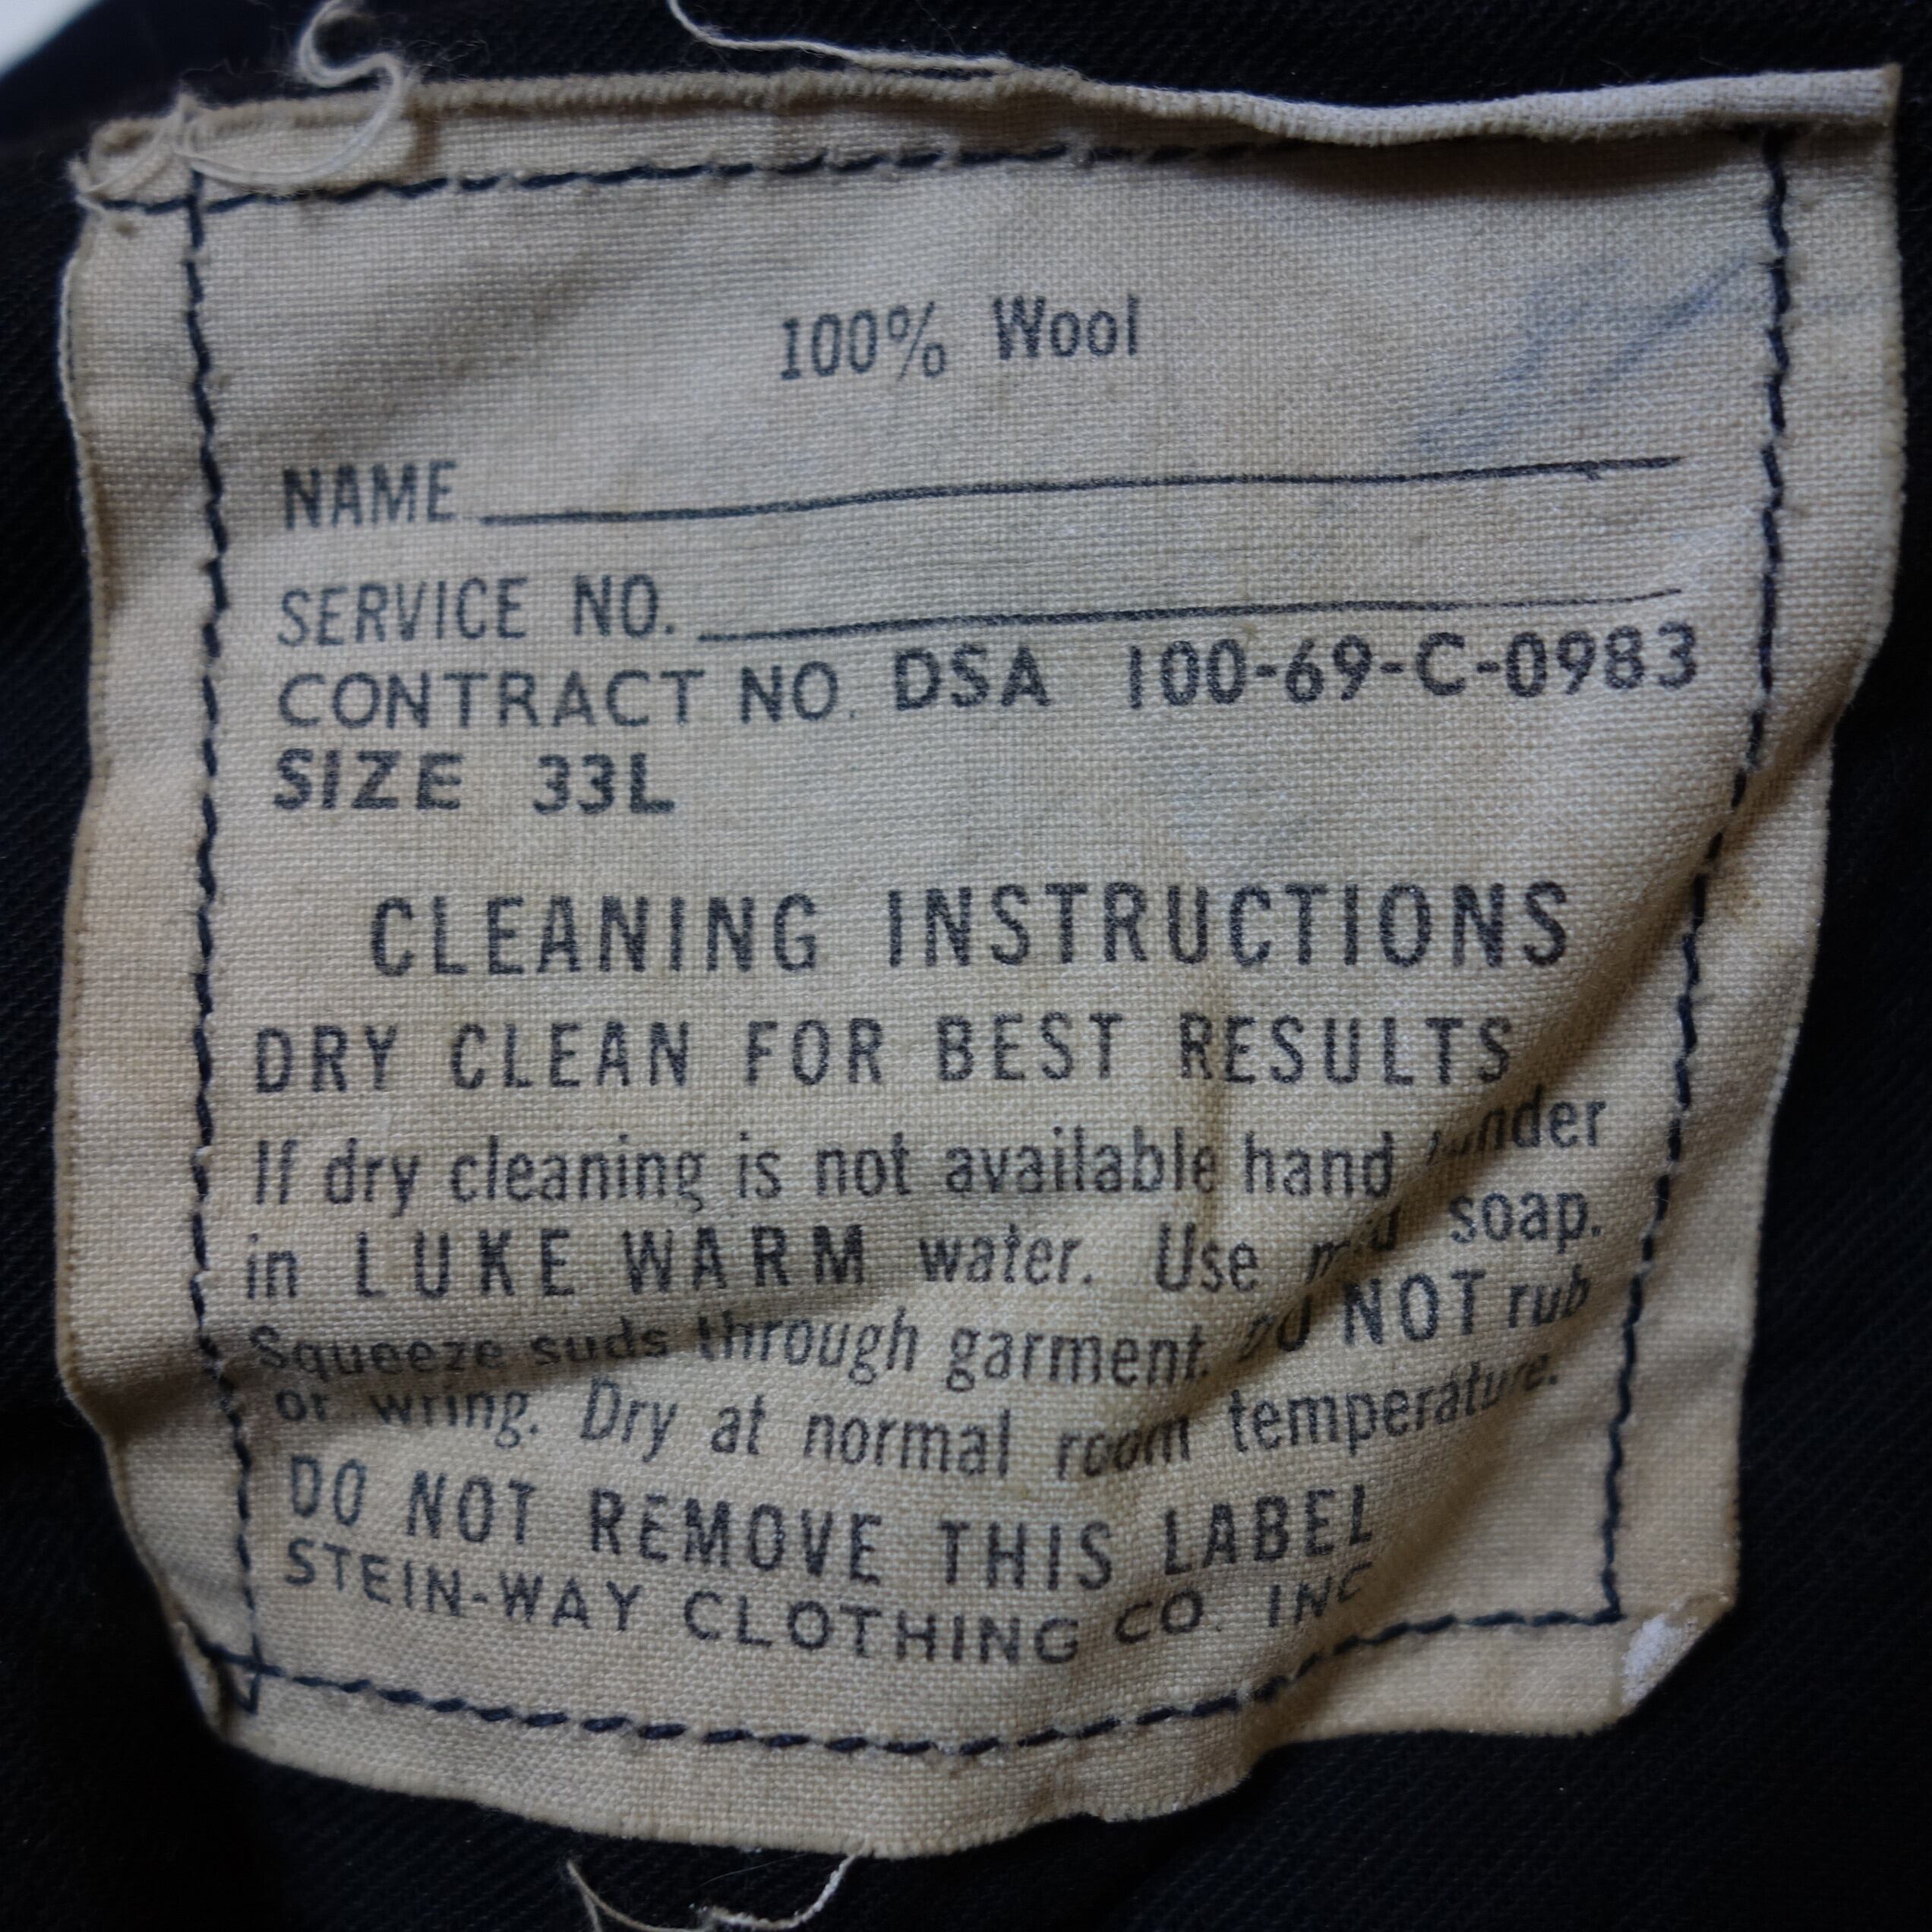 100% Wool
NAME
SERVICE NO.
CONTRACT NO. DSA 100-69-C-0983
SIZE 33L
CLEANING INSTRUCTIONS
DRY CLEAN FOR BEST RESULTS
If dry cleaning is not available hand
in LUKE WARM water. Use soap.
Squeeze suds through garment. DO NOT rub
or wring. Dry at normal room temperature.
DO NOT REMOVE THIS LABEL
STEIN-WAY CLOTHING CO. INC